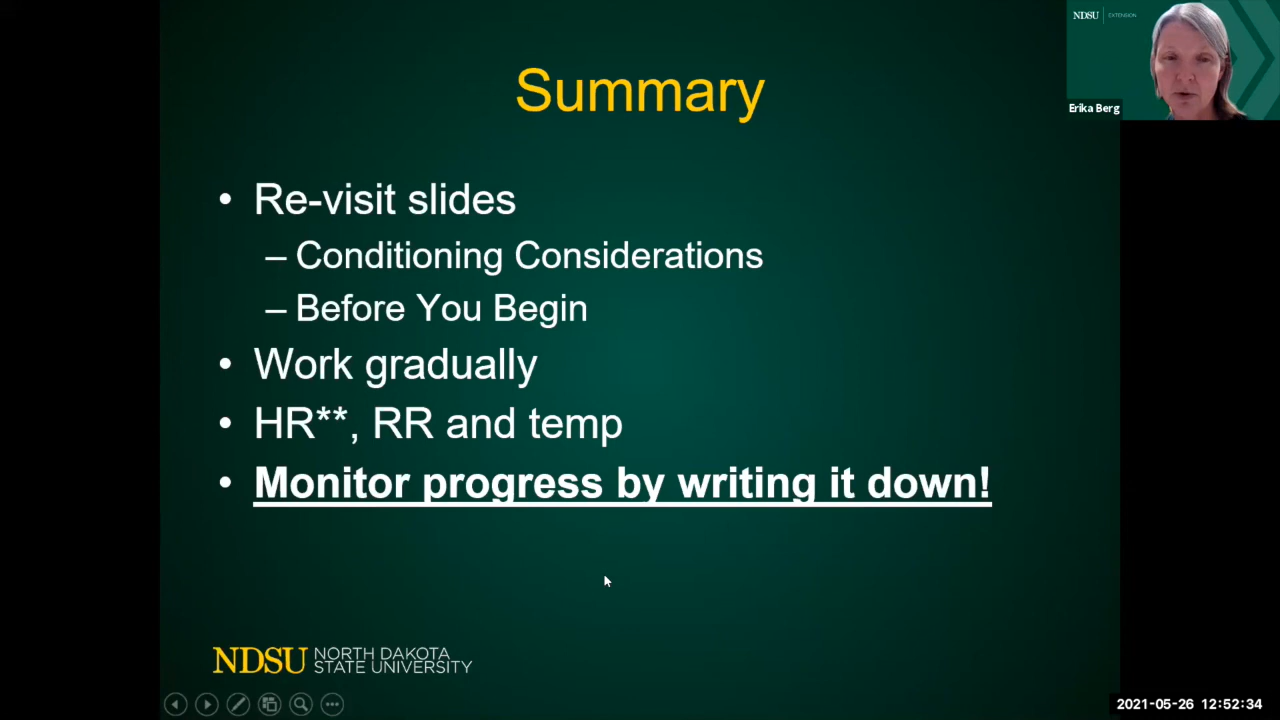 Summary
NDSU EXTENSION
Erika Berg
• Re-visit slides
– Conditioning Considerations
– Before You Begin
• Work gradually
• HR**, RR and temp
• Monitor progress by writing it down!
NDSU NORTH DAKOTA
STATE UNIVERSITY
2021-05-26 12:52:34